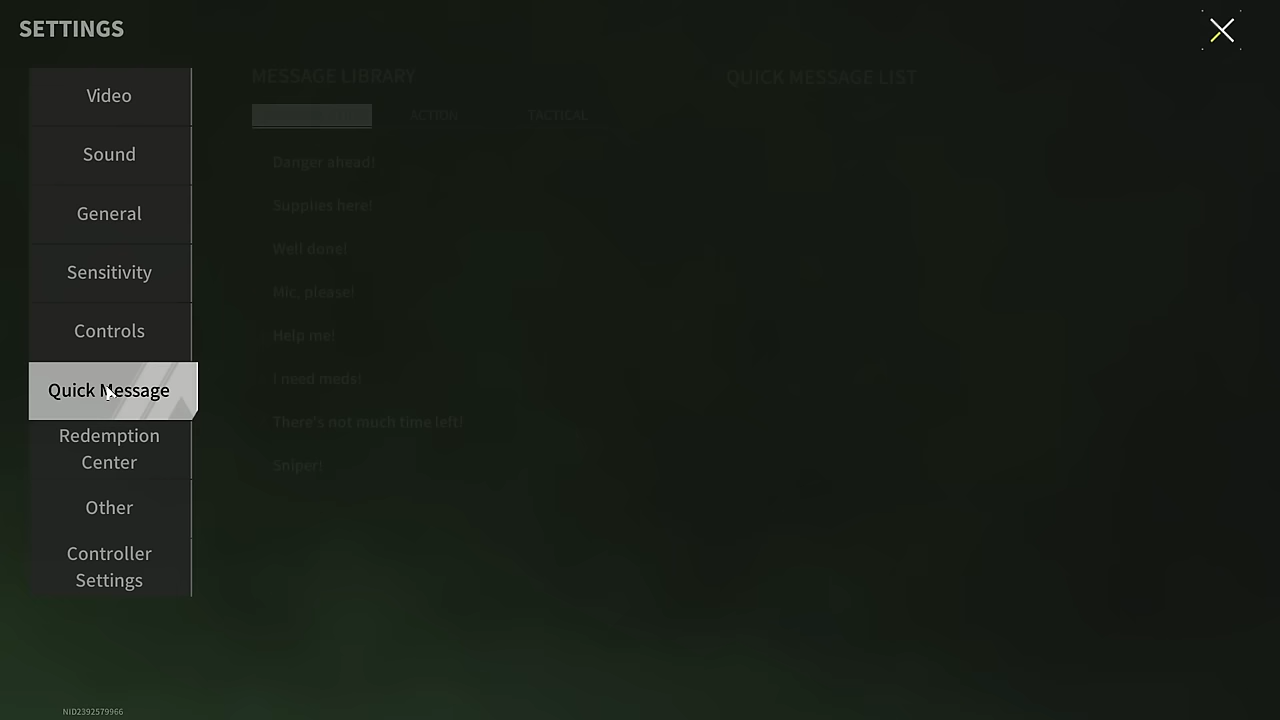 SETTINGS
Video
Sound
General
Sensitivity
Controls
Quick Message
Redemption
Center
Other
Controller
Settings
MESSAGE LIBRARY
ACTION
TACTICAL
Danger ahead!
Supplies here!
Well done!
Mic, please!
Help me!
I need meds!
There's not much time left!
Sniper!
QUICK MESSAGE LIST
NID2392579966